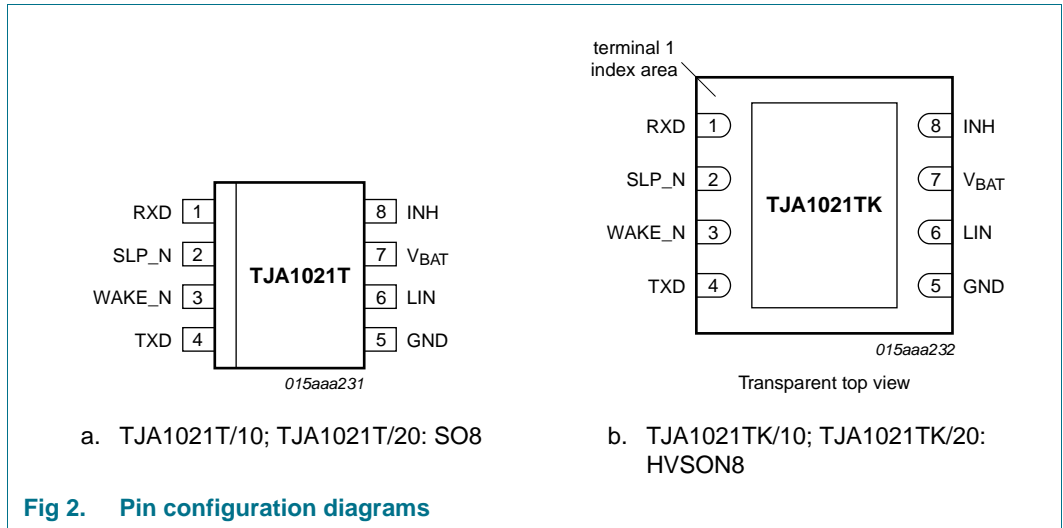 RXD 1
SLP_N 2
WAKE_N 3
TXD 4
TJA1021T
8 INH
7 VBAT
6 LIN
5 GND
015aaa231
a. TJA1021T/10; TJA1021T/20: SO8
terminal 1
index area
RXD 1
SLP_N 2
WAKE_N 3
TXD 4
TJA1021TK
8 INH
7 VBAT
6 LIN
5 GND
015aaa232
Transparent top view
b. TJA1021TK/10; TJA1021TK/20:
HVSON8
Fig 2. Pin configuration diagrams